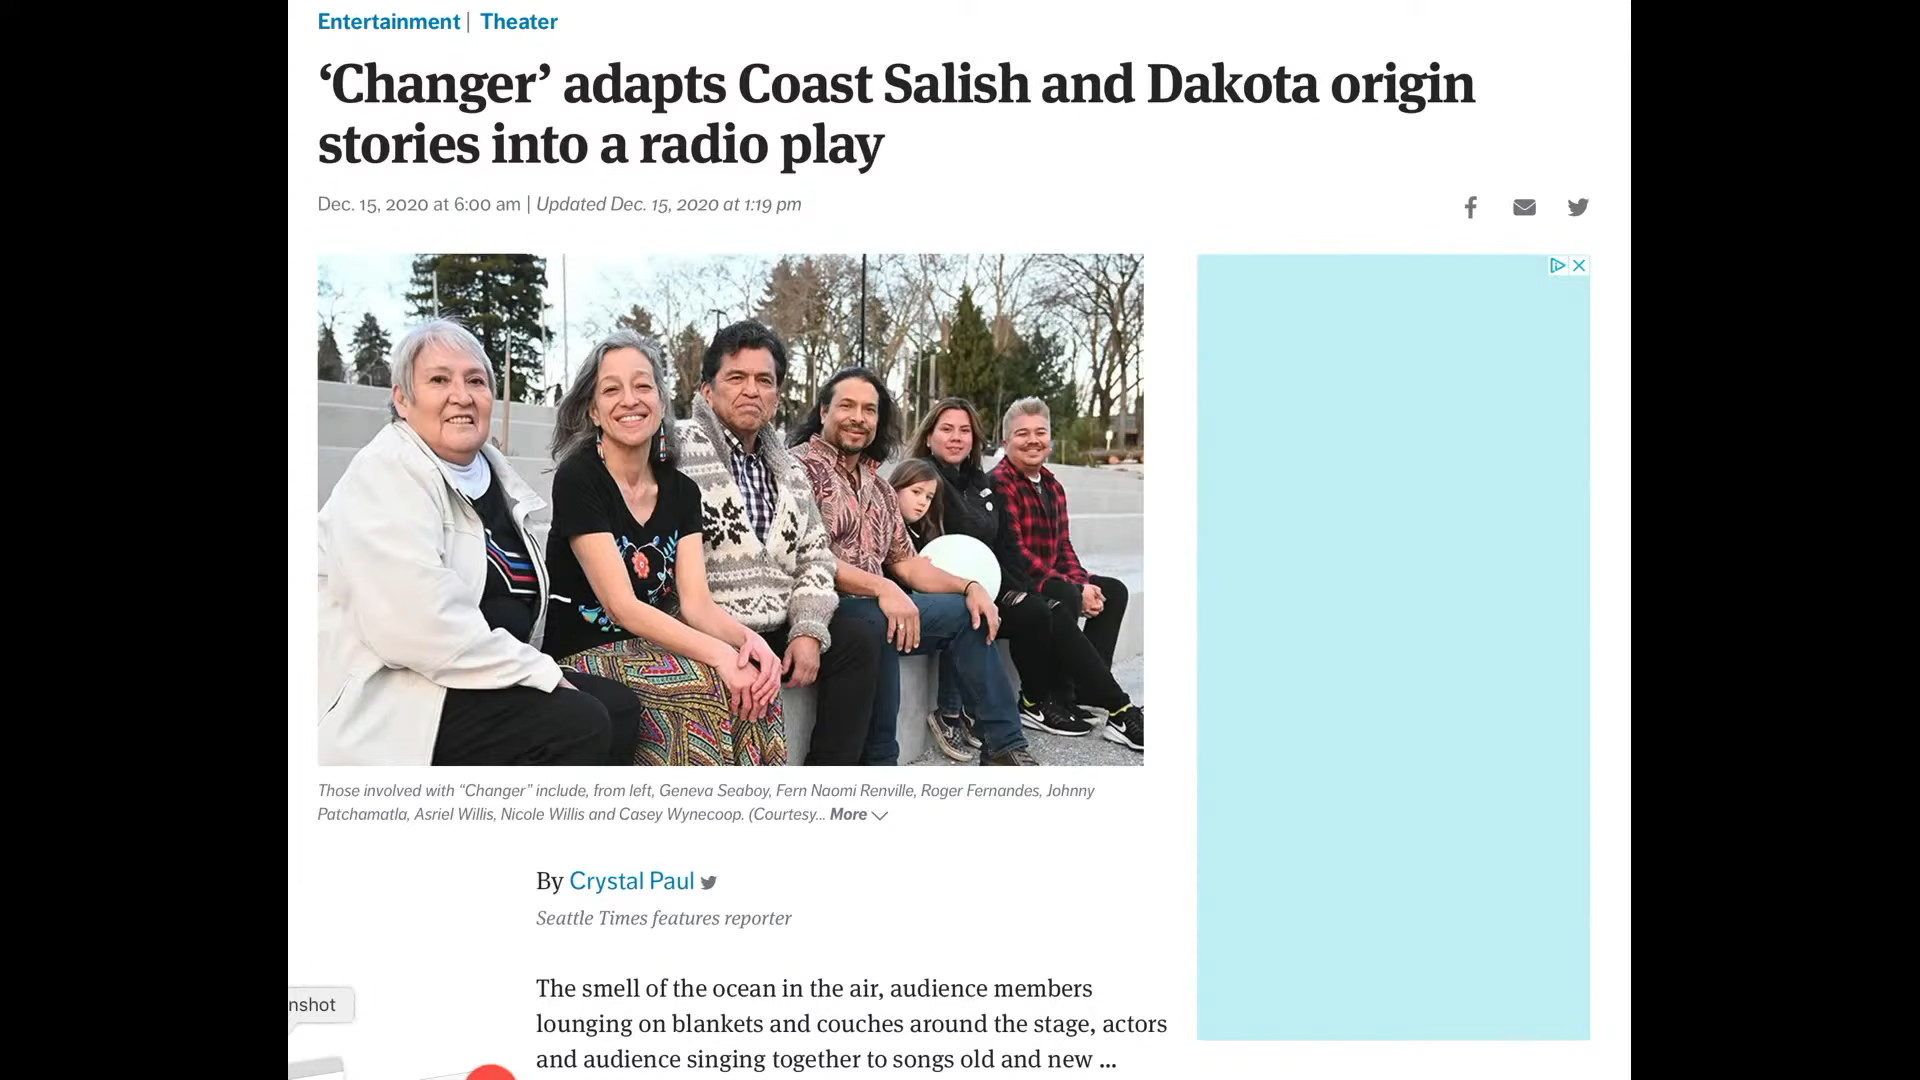 Entertainment | Theater
‘Changer’ adapts Coast Salish and Dakota origin
stories into a radio play
Dec. 15, 2020 at 6:00 am | Updated Dec. 15, 2020 at 1:19 pm
Those involved with “Changer” include, from left, Geneva Seaboy, Fern Naomi Renville, Roger Fernandes, Johnny
Patchamatla, Asriel Willis, Nicole Willis and Casey Wynecoop. (Courtesy... More
By Crystal Paul
Seattle Times features reporter
The smell of the ocean in the air, audience members
lounging on blankets and couches around the stage, actors
and audience singing together to songs old and new ...
nshot